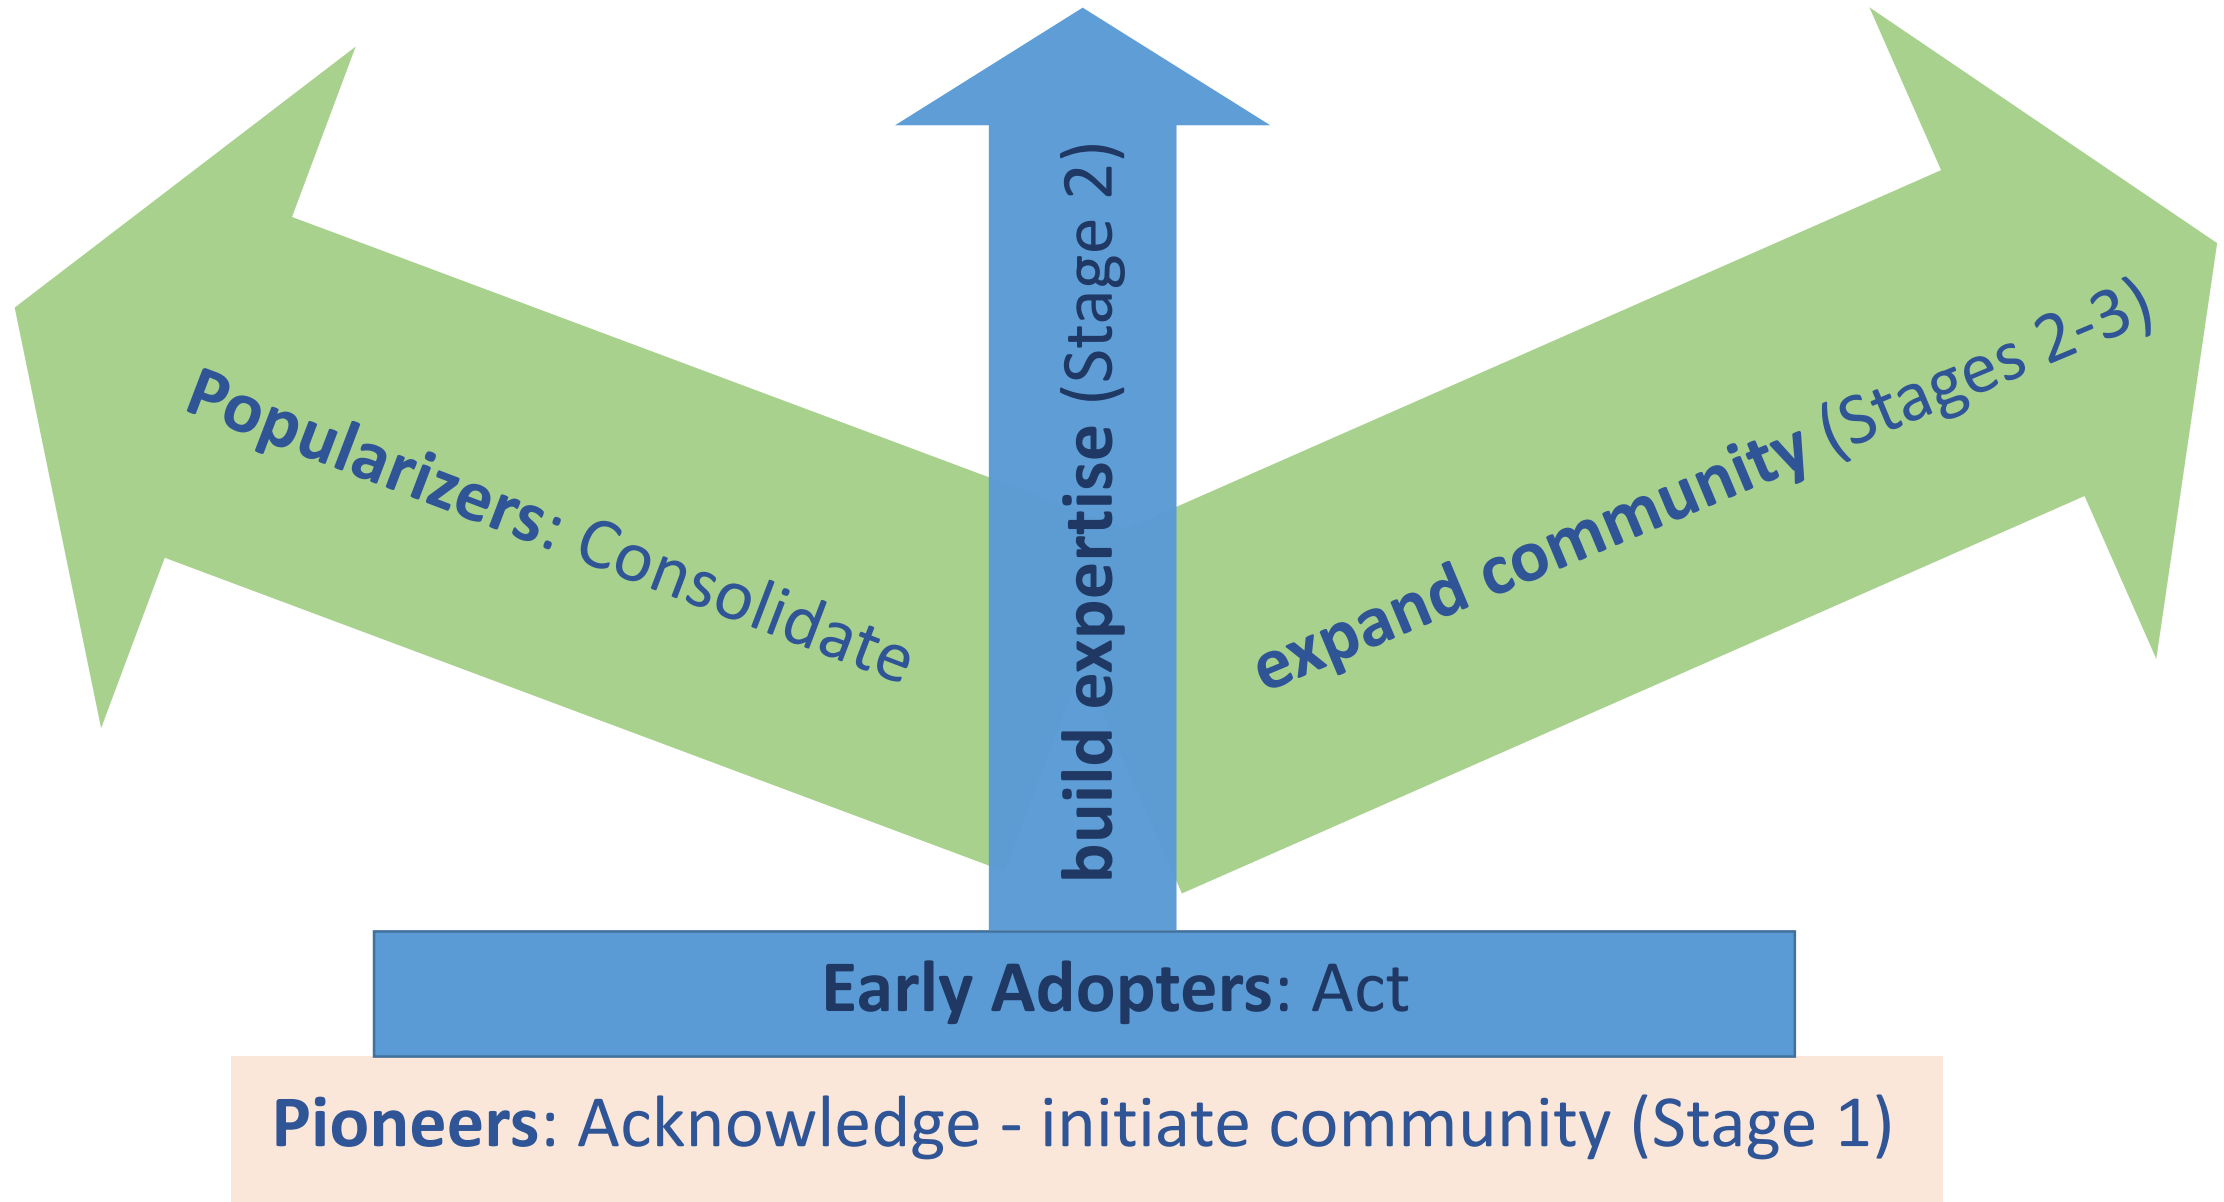 Popularizers: Consolidate
build expertise (Stage 2)
expand community (Stages 2-3)
Early Adopters: Act
Pioneers: Acknowledge - initiate community (Stage 1)